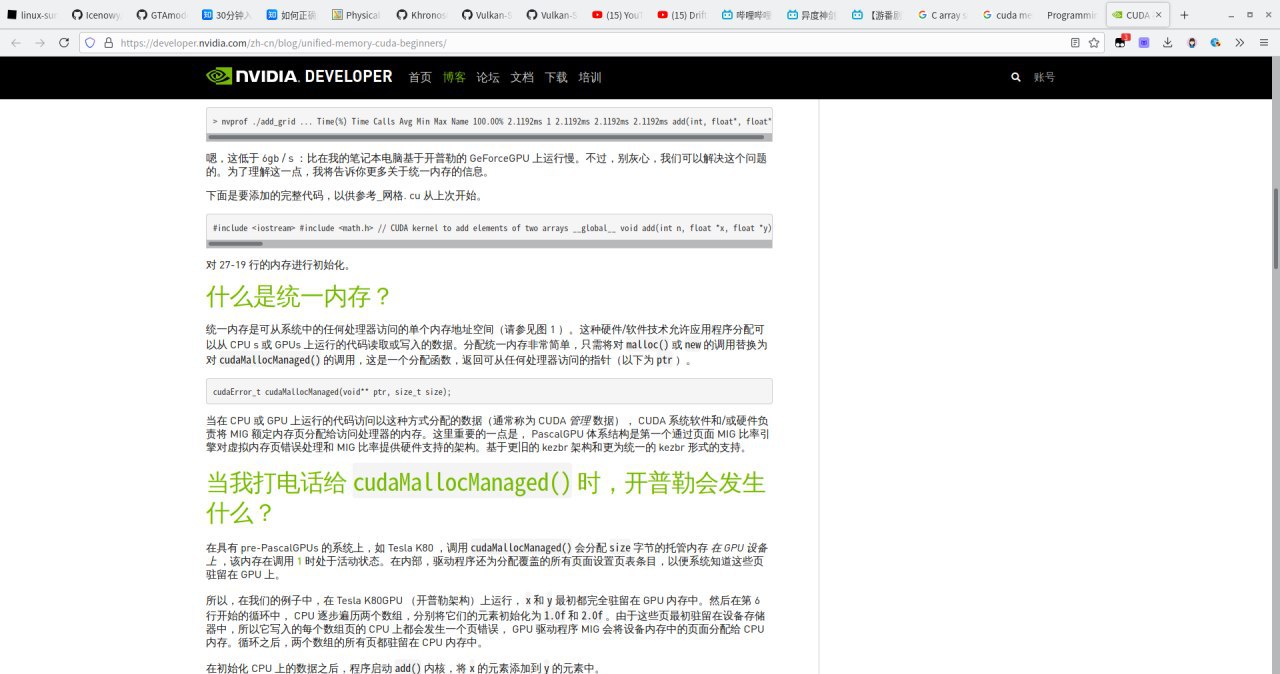 linux-sun
Icenowy
GTAmod
30分钟入
如何正确
Physical
Khronos
Vulkan-S
Vulkan-S
(15) YouT
(15) Drift
哔哩哔哩
异度神剑
【游番剧
C array s
cuda me
Programmin
CUDA
https://developer.nvidia.com/zh-cn/blog/unified-memory-cuda-beginners/
NVIDIA. DEVELOPER 首页 博客 论坛 文档 下载 培训 账号
> nvprof ./add_grid ... Time(%) Time Calls Avg Min Max Name 100.00% 2.1192ms 1 2.1192ms 2.1192ms 2.1192ms add(int, float*, float*
嗯，这低于 6gb / s ：比在我的笔记本电脑基于开普勒的 GeForceGPU 上运行慢。不过，别灰心，我们可以解决这个问题
的。为了理解这一点，我将告诉你更多关于统一内存的信息。
下面是要添加的完整代码，以供参考_网格. cu 从上次开始。
#include <iostream> #include <math.h> // CUDA kernel to add elements of two arrays __global__ void add(int n, float *x, float *y)
对 27-19 行的内存进行初始化。
什么是统一内存？
统一内存是可从系统中的任何处理器访问的单个内存地址空间（请参见图 1 ）。这种硬件/软件技术允许应用程序分配可
以从 CPU s 或 GPUs 上运行的代码读取或写入的数据。分配统一内存非常简单，只需将对 malloc() 或 new 的调用替换为
对 cudaMallocManaged() 的调用，这是一个分配函数，返回可从任何处理器访问的指针（以下为 ptr ）。
cudaError_t cudaMallocManaged(void** ptr, size_t size);
当在 CPU 或 GPU 上运行的代码访问以这种方式分配的数据（通常称为 CUDA 管理 数据）， CUDA 系统软件和/或硬件负
责将 MIG 额定内存页分配给访问处理器的内存。这里重要的一点是， PascalGPU 体系结构是第一个通过页面 MIG 比率引
擎对虚拟内存页错误处理和 MIG 比率提供硬件支持的架构。基于更旧的 kezbr 架构和更为统一的 kezbr 形式的支持。
当我打电话给 cudaMallocManaged() 时，开普勒会发生
什么？
在具有 pre-PascalGPUs 的系统上，如 Tesla K80 ，调用 cudaMallocManaged() 会分配 size 字节的托管内存 在 GPU 设备
上 ，该内存在调用 1 时处于活动状态。在内部，驱动程序还为分配覆盖的所有页面设置页表条目，以便系统知道这些页
驻留在 GPU 上。
所以，在我们的例子中，在 Tesla K80GPU （开普勒架构）上运行， x 和 y 最初都完全驻留在 GPU 内存中。然后在第 6
行开始的循环中， CPU 逐步遍历两个数组，分别将它们的元素初始化为 1.0f 和 2.0f 。由于这些页最初驻留在设备存储
器中，所以它写入的每个数组页的 CPU 上都会发生一个页错误， GPU 驱动程序 MIG 会将设备内存中的页面分配给 CPU
内存。循环之后，两个数组的所有页都驻留在 CPU 内存中。
在初始化 CPU 上的数据之后，程序启动 add() 内核，将 x 的元素添加到 y 的元素中。